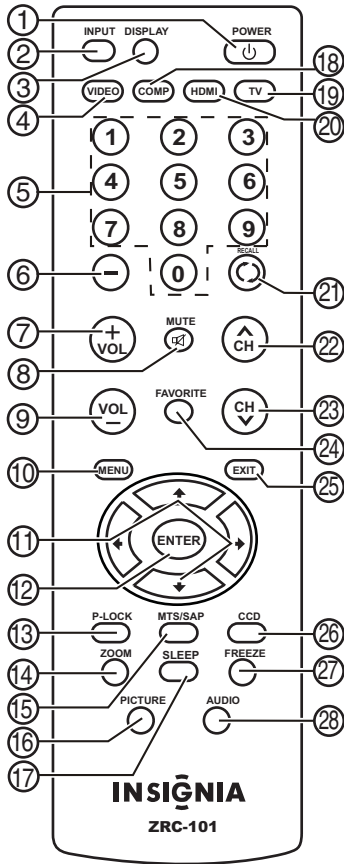 1 INPUT DISPLAY POWER
2
3 18
VIDEO COMP HDMI TV 19
4 20
1 2 3
5 4 5 6
7 8 9
6 − 0 RECALL 21
7 + VOL MUTE CH 22
8
9 VOL − FAVORITE CH 23
24
10 MENU EXIT 25
11 ENTER
12
13 P-LOCK MTS/SAP CCD 26
14 ZOOM SLEEP FREEZE 27
15
16 PICTURE AUDIO 28
17
INSIGNIA
ZRC-101